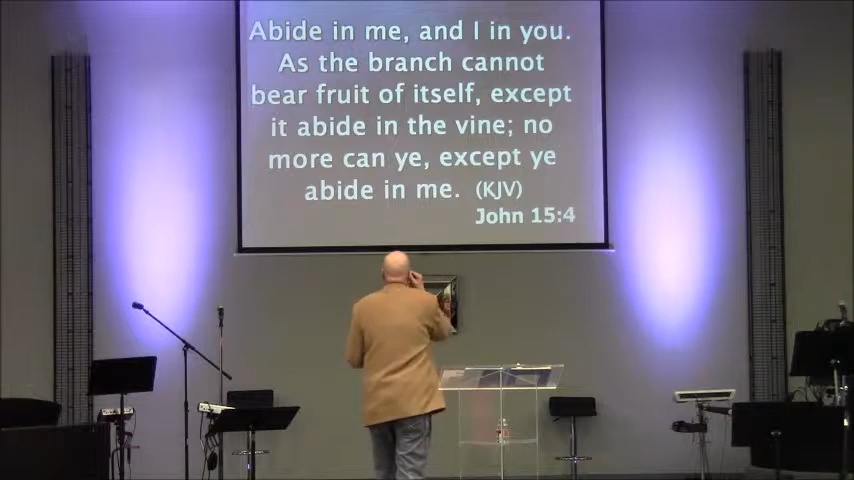 Abide in me, and I in you.
As the branch cannot
bear fruit of itself, except
it abide in the vine; no
more can ye, except ye
abide in me. (KJV)
John 15:4